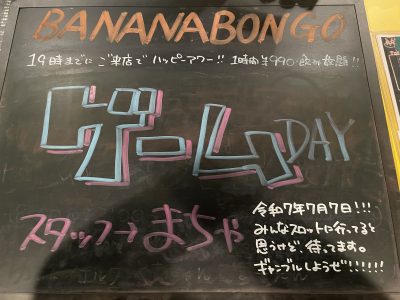 BANANABONGO
19時までにご来店でハッピーアワー!! 1時間¥990.飲み放題!!
ゲームDAY
スタッフ→まちゃ
令和7年7月7日!!!
みんなスロットに行ってると
思うけど、待ってます。
ギャンブルしようぜ!!!!!!